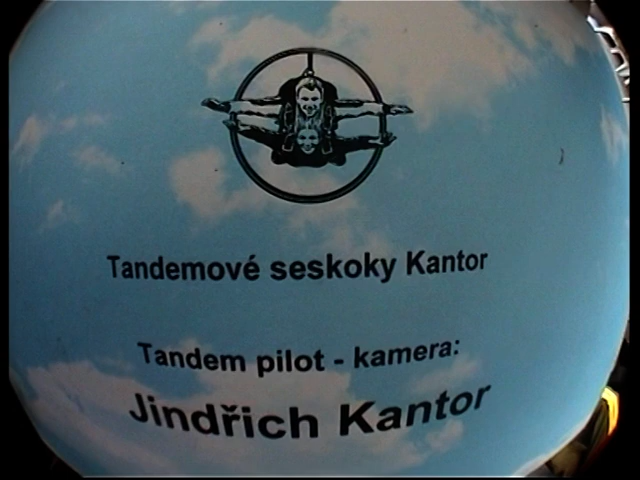 Tandemové seskoky Kantor
Tandem pilot - kamera:
Jindřich Kantor